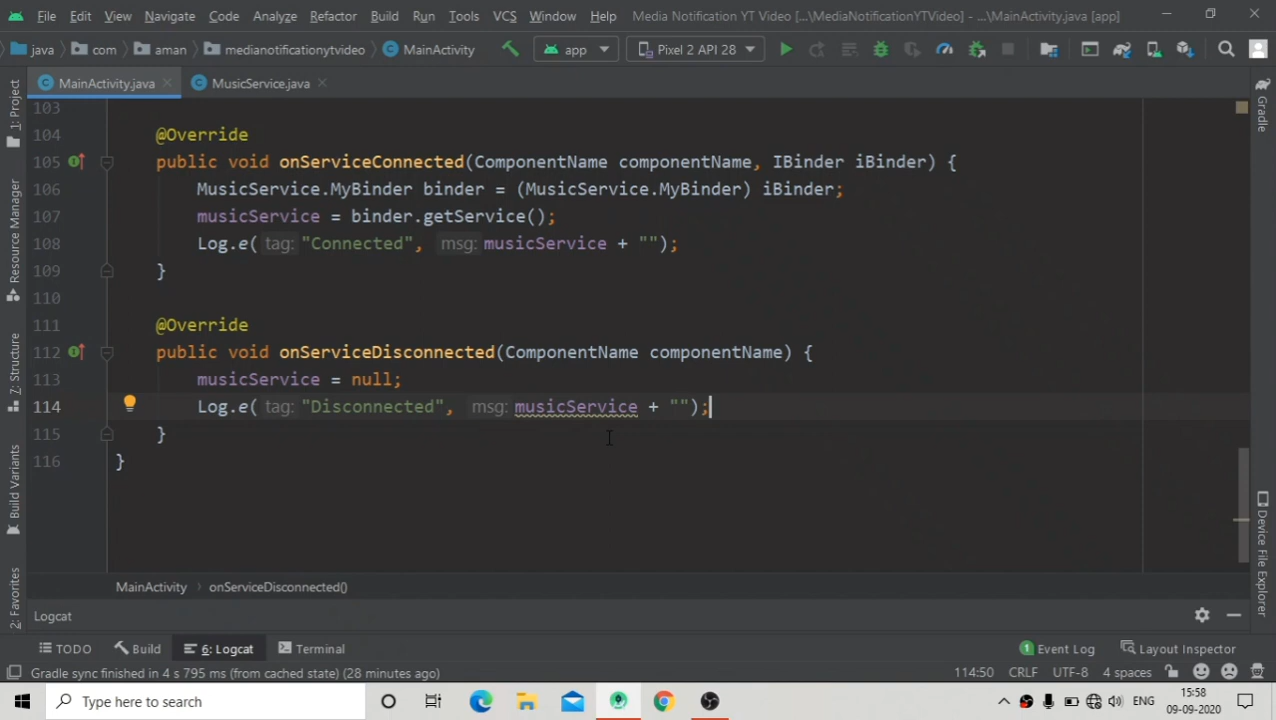 File Edit View Navigate Code Analyze Refactor Build Run Tools VCS Window Help Media Notification YT Video [...\MediaNotificationYTVideo] - ...\MainActivity.java [app]
java com aman medianotificationytvideo MainActivity app Pixel 2 API 28
MainActivity.java MusicService.java
1: Project
Resource Manager
Z: Structure
Build Variants
2: Favorites
103
104 @Override
105 public void onServiceConnected(ComponentName componentName, IBinder iBinder) {
106 MusicService.MyBinder binder = (MusicService.MyBinder) iBinder;
107 musicService = binder.getService();
108 Log.e( tag: "Connected", msg: musicService + "");
109 }
110
111 @Override
112 public void onServiceDisconnected(ComponentName componentName) {
113 musicService = null;
114 Log.e( tag: "Disconnected", msg: musicService + "");
115 }
116 }
Gradle
Device File Explorer
MainActivity › onServiceDisconnected()
Logcat
TODO Build 6: Logcat Terminal 1 Event Log Layout Inspector
Gradle sync finished in 4 s 795 ms (from cached state) (28 minutes ago) 114:50 CRLF UTF-8 4 spaces
Type here to search ENG 15:58
09-09-2020